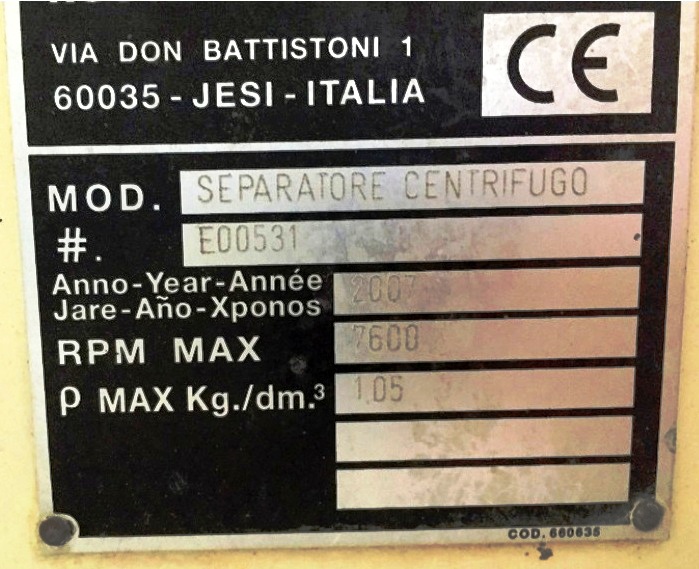 VIA DON BATTISTONI 1
60035 - JESI - ITALIA
CE
MOD. SEPARATORE CENTRIFUGO
#. E00531
Anno-Year-Année
Jare-Año-Xponos 2007
RPM MAX 7600
ρ MAX Kg./dm.³ 1,05
COD. 660635